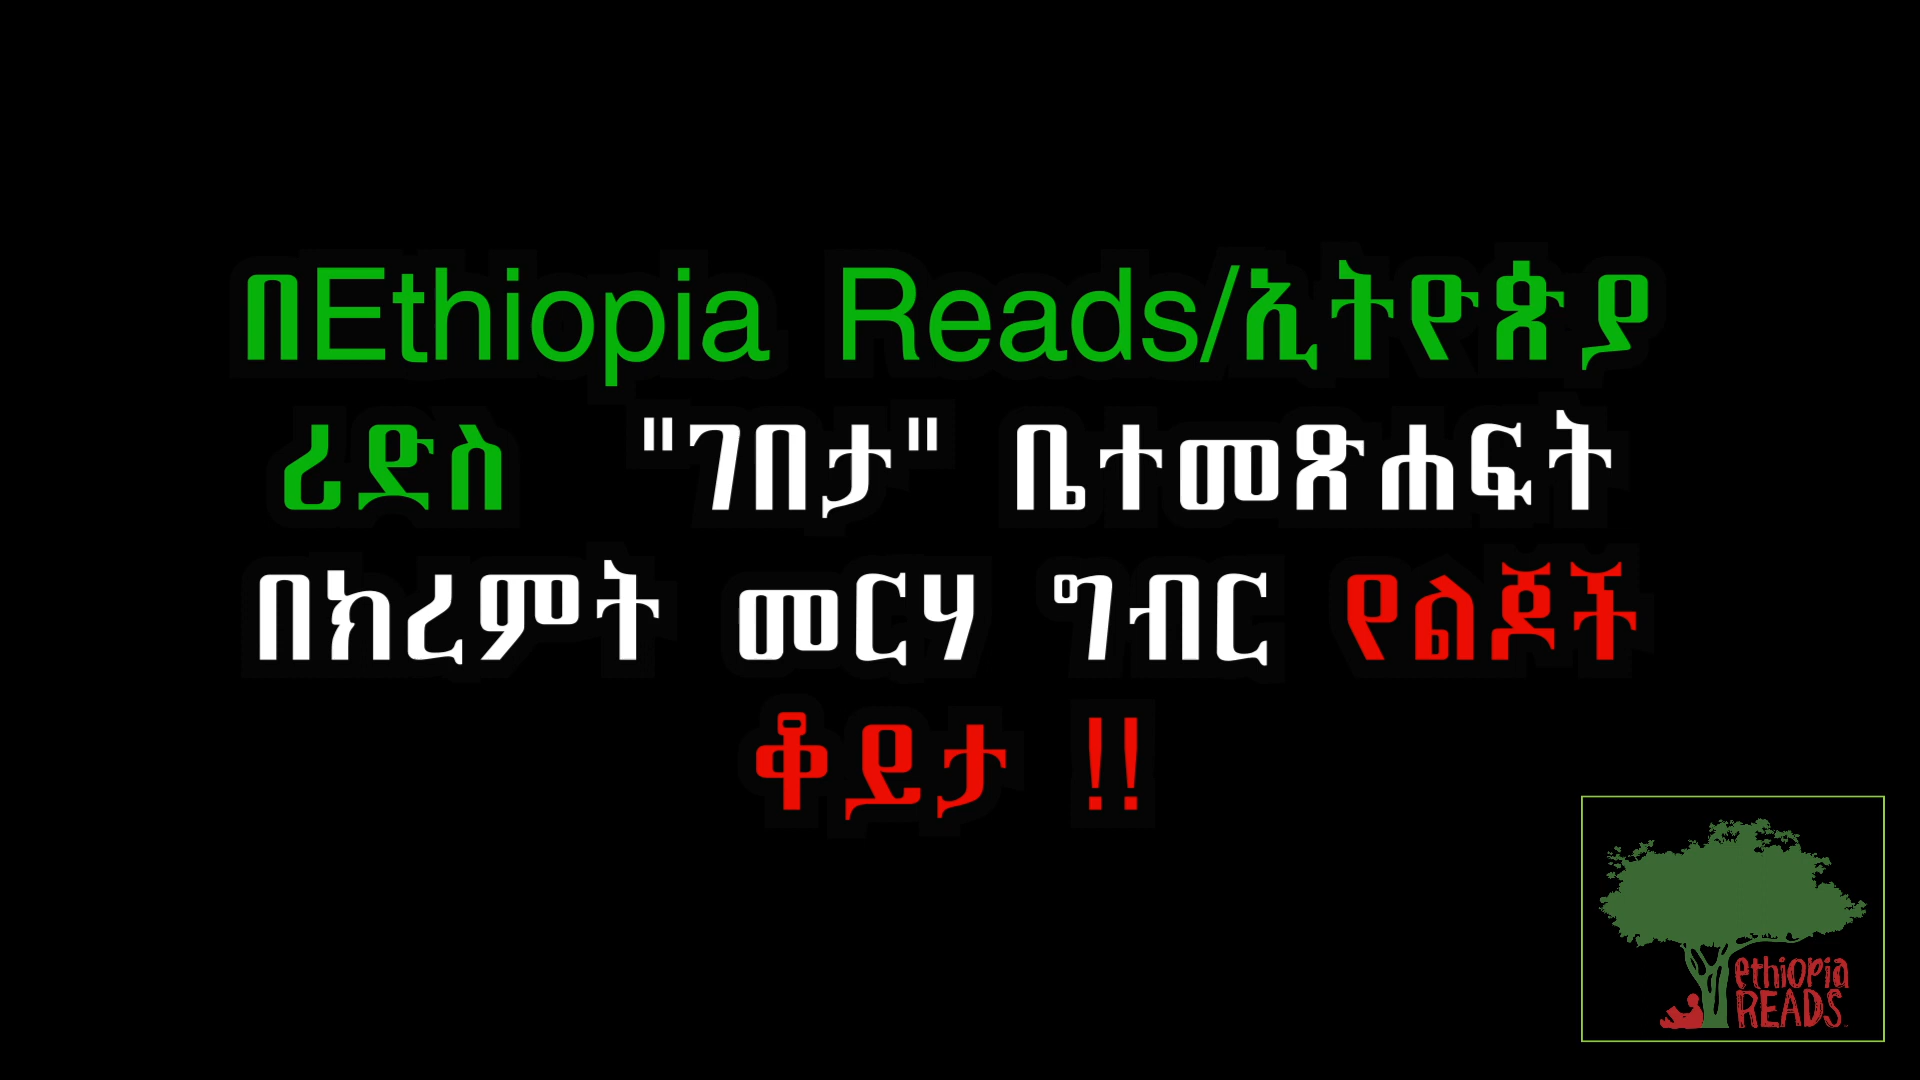 በEthiopia Reads/ኢትዮጵያ
ሪድስ "ገበታ" ቤተመጽሐፍት
በክረምት መርሃ ግብር የልጆች
ቆይታ !!
ethiopia
READS